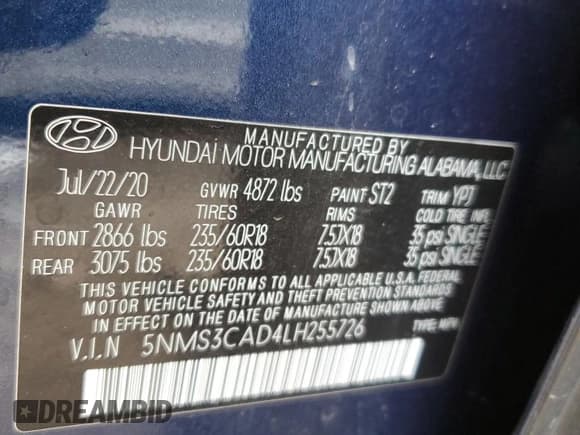 MANUFACTURED BY
HYUNDAI MOTOR MANUFACTURING ALABAMA, LLC
Jul/22/20 GVWR 4872 lbs PAINT ST2 TRIM YPJ
GAWR TIRES RIMS COLD TIRE INFL.
FRONT 2866 lbs 235/60R18 7.5JX18 35 psi SINGLE
REAR 3075 lbs 235/60R18 7.5JX18 35 psi SINGLE
THIS VEHICLE CONFORMS TO ALL APPLICABLE U.S.A. FEDERAL
MOTOR VEHICLE SAFETY AND THEFT PREVENTION STANDARDS
IN EFFECT ON THE DATE OF MANUFACTURE SHOWN ABOVE.
V.I.N 5NMS3CAD4LH255726 TYPE: MPV
DREAMBID